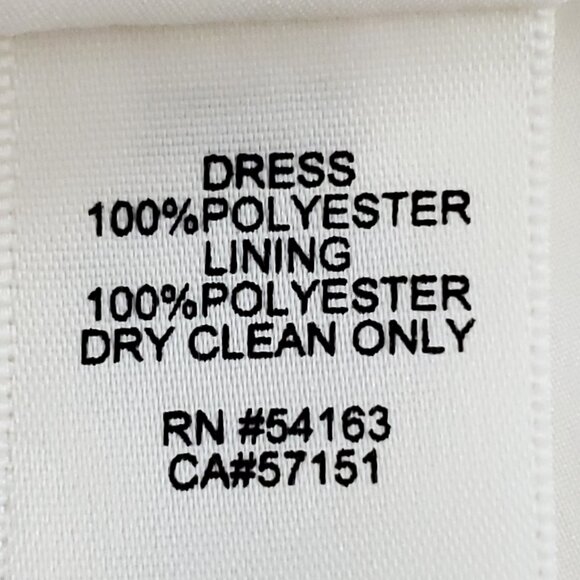 DRESS
100%POLYESTER
LINING
100%POLYESTER
DRY CLEAN ONLY
RN #54163
CA#57151